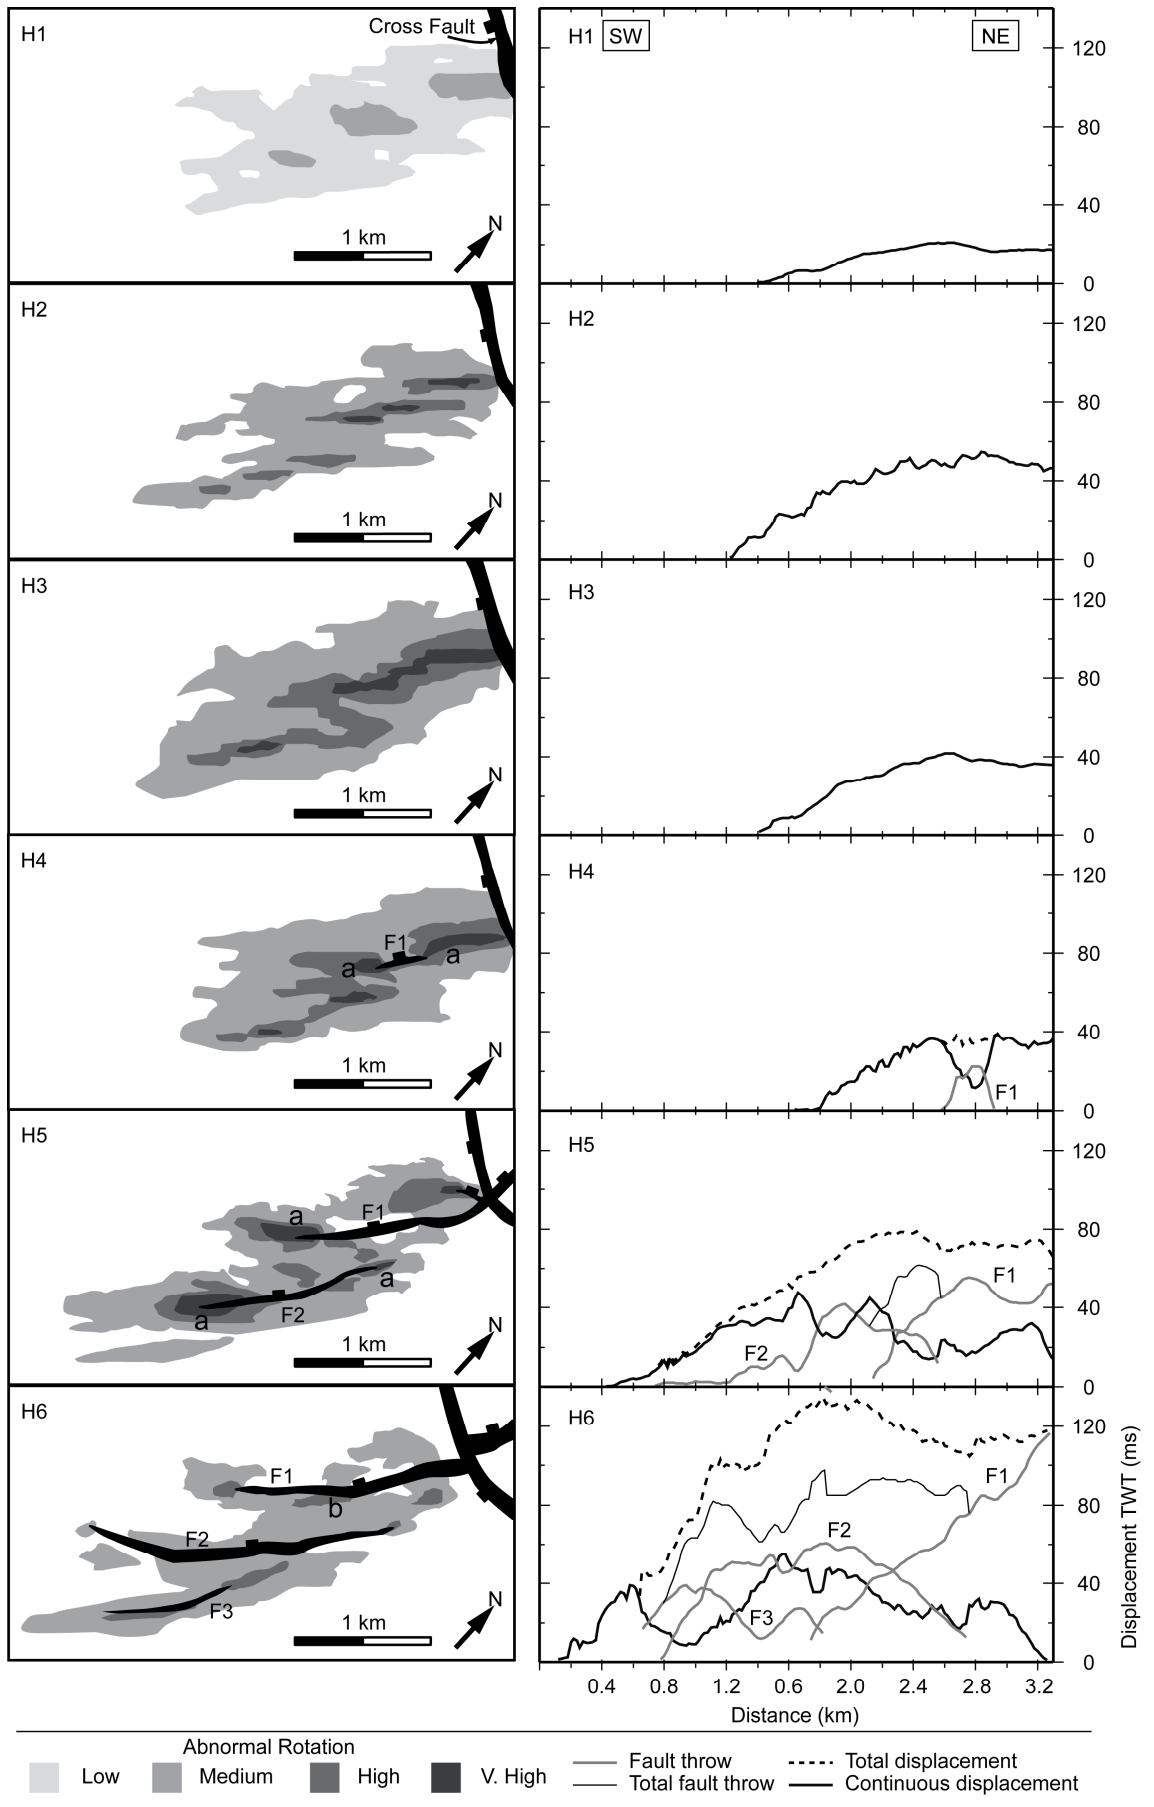 H1
Cross Fault
N
1 km
H1 SW NE
120
80
40
0
H2
N
1 km
H2
120
80
40
0
H3
N
1 km
H3
120
80
40
0
H4
F1
a
a
N
1 km
H4
120
80
40
0
F1
H5
a
F1
a
a
F2
N
1 km
H5
120
80
40
0
F1
F2
H6
F1
b
F2
F3
N
1 km
H6
120
80
40
0
F1
F2
F3
Displacement TWT (ms)
0.4 0.8 1.2 0.6 2.0 2.4 2.8 3.2
Distance (km)
Abnormal Rotation
Low Medium High V. High
Fault throw Total displacement
Total fault throw Continuous displacement